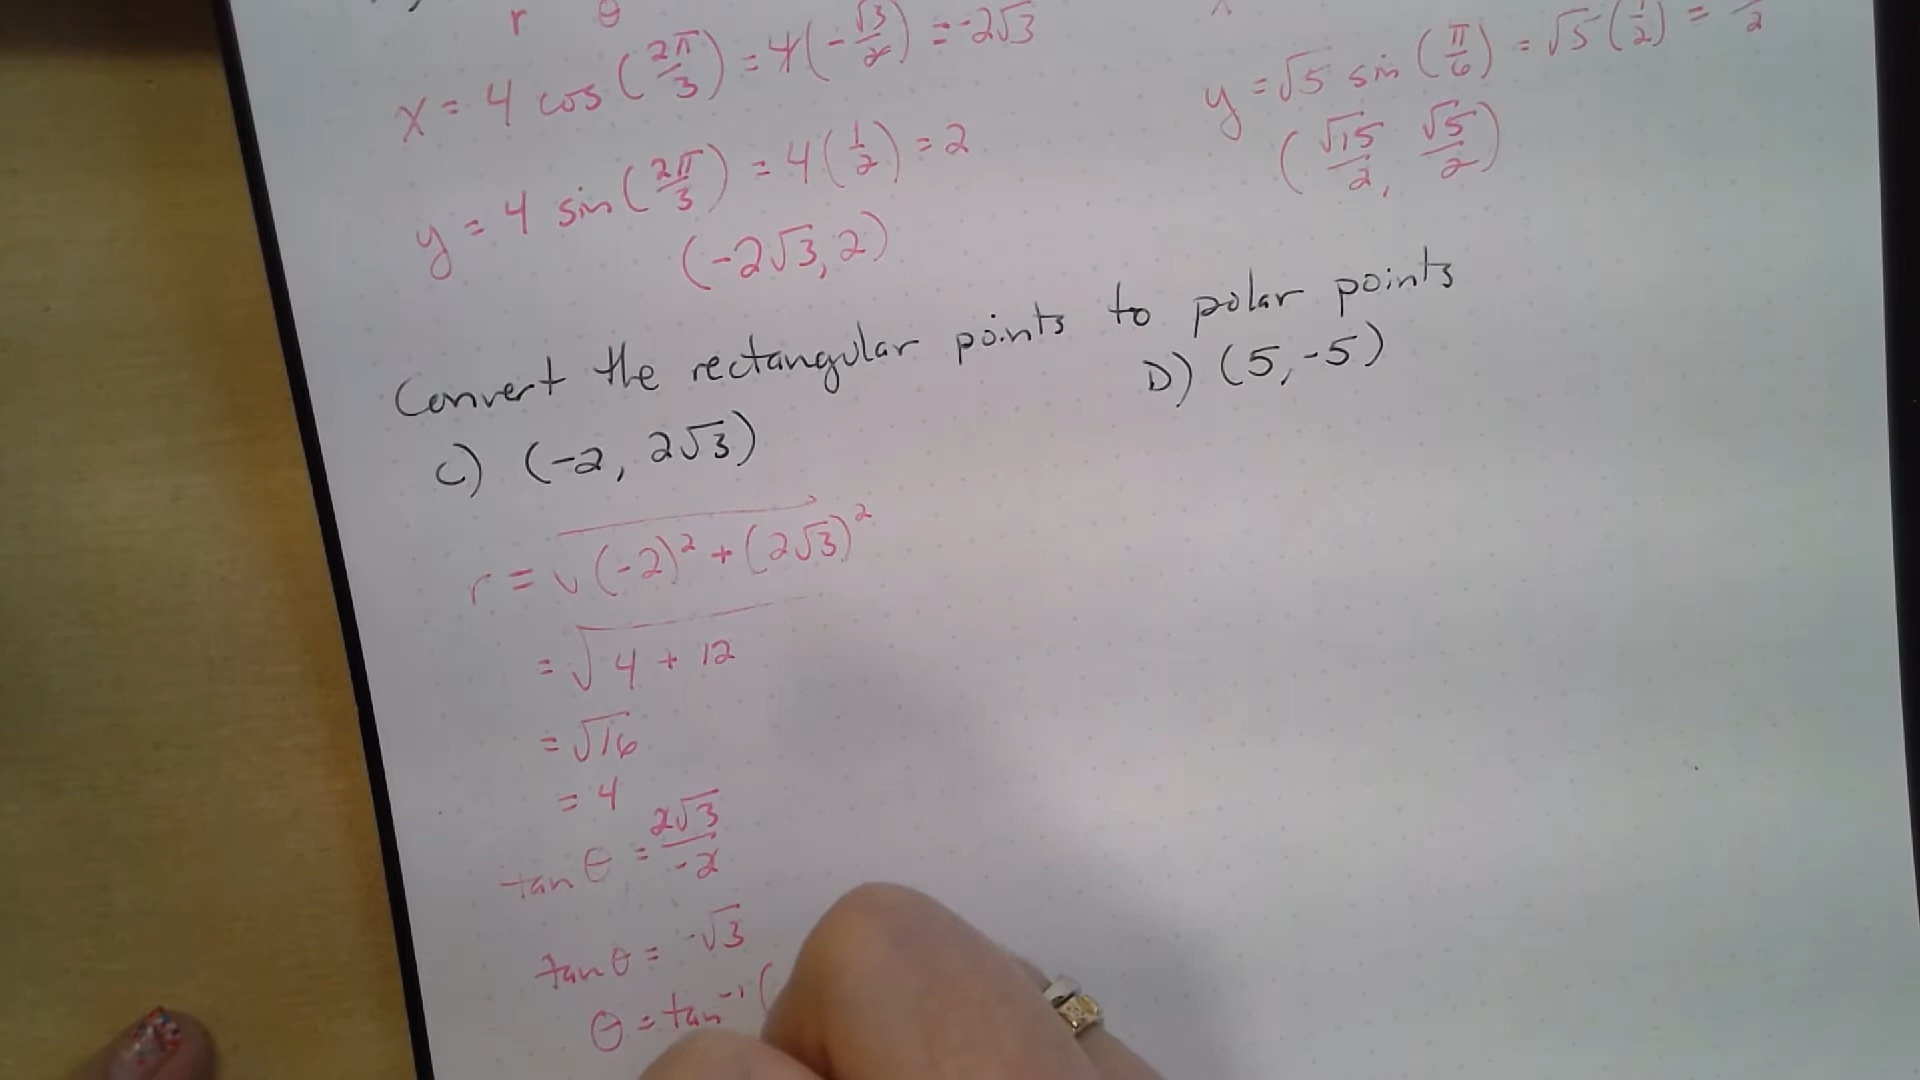 r θ
x = 4 cos (2π/3) = 4(-√3/2) = -2√3
y = 4 sin (2π/3) = 4(1/2) = 2
(-2√3, 2)
y = √5 sin (π/6) = √5 (1/2) =
(√15/2, √5/2)
Convert the rectangular points to polar points
C) (-2, 2√3)
D) (5, -5)
r = √(-2)² + (2√3)²
= √4 + 12
= √16
= 4
tan θ = 2√3/-2
tan θ = -√3
θ = tan⁻¹ (